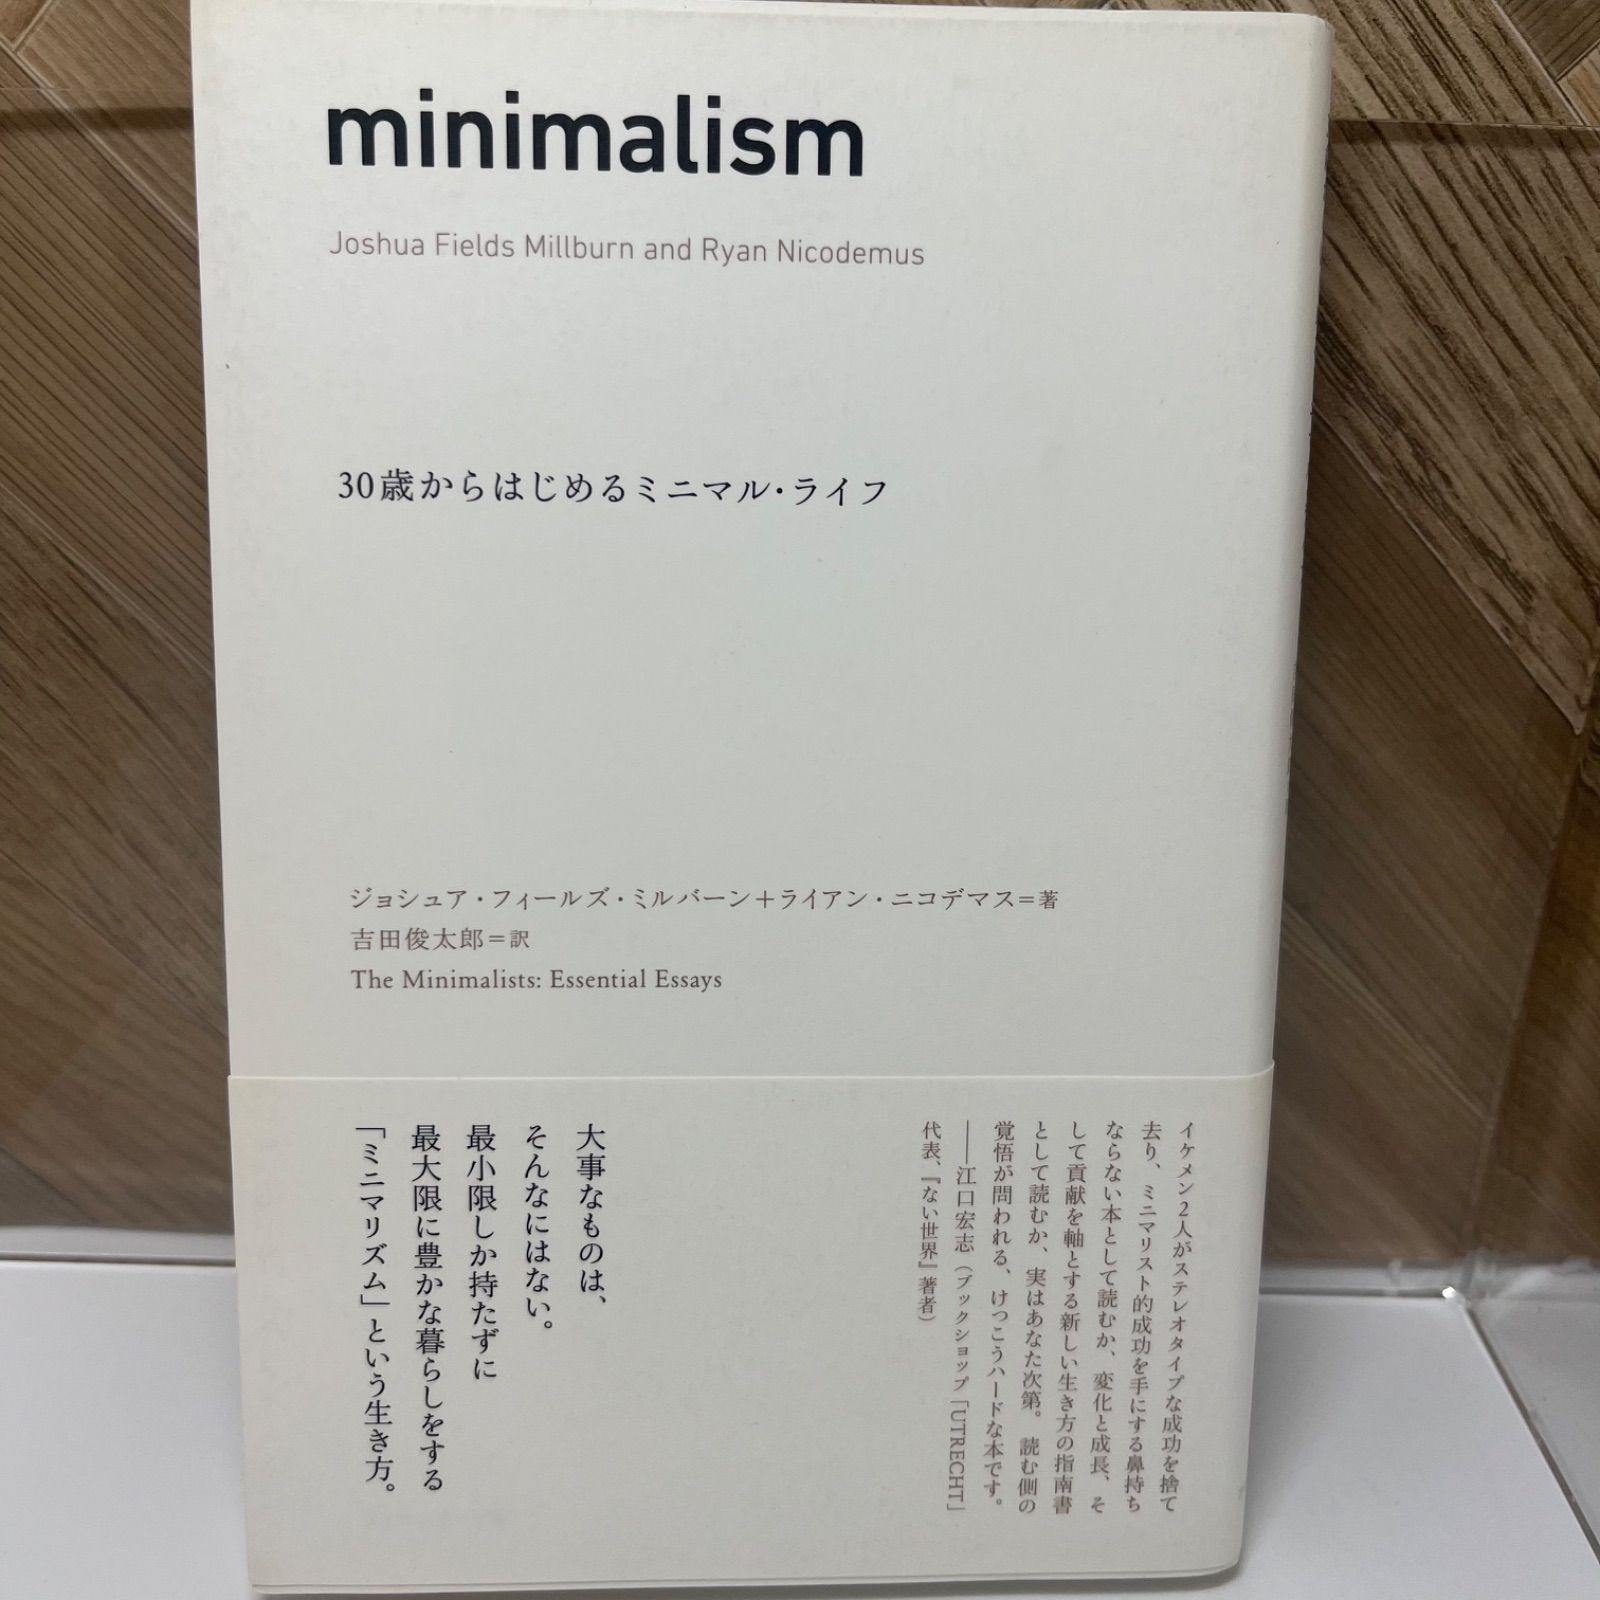 minimalism
Joshua Fields Millburn and Ryan Nicodemus
30歳からはじめるミニマル・ライフ
ジョシュア・フィールズ・ミルバーン+ライアン・ニコデマス=著
吉田俊太郎=訳
The Minimalists: Essential Essays
イケメン2人がステレオタイプな成功を捨て
去り、ミニマリスト的成功を手にする鼻持ち
ならない本として読むか、変化と成長、そ
して貢献を軸とする新しい生き方の指南書
として読むか、実はあなた次第。読む側の
覚悟が問われる、けっこうハードな本です。
——江口宏志（ブックショップ「UTRECHT」
代表、『ない世界』著者）
大事なものは、
そんなにはない。
最小限しか持たずに
最大限に豊かな暮らしをする
「ミニマリズム」という生き方。